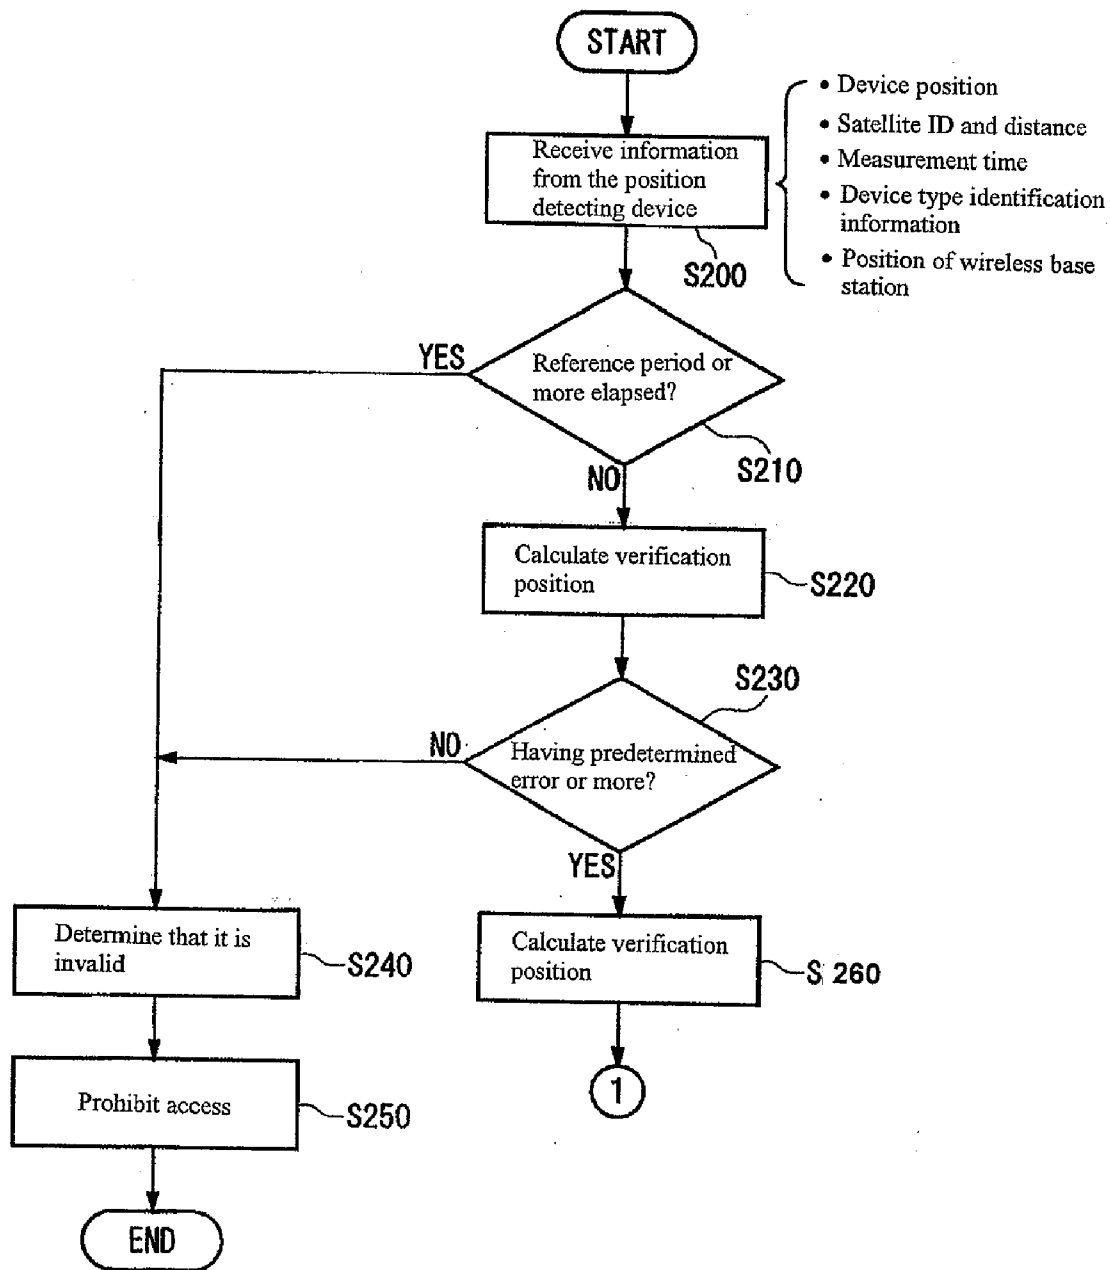 START
• Device position
• Satellite ID and distance
• Measurement time
• Device type identification
information
• Position of wireless base
station
Receive information
from the position
detecting device
S200
YES
Reference period or
more elapsed?
S210
NO
Calculate verification
position
S220
S230
NO
Having predetermined
error or more?
YES
Determine that it is
invalid
S240
Calculate verification
position
S260
Prohibit access
S250
1
END